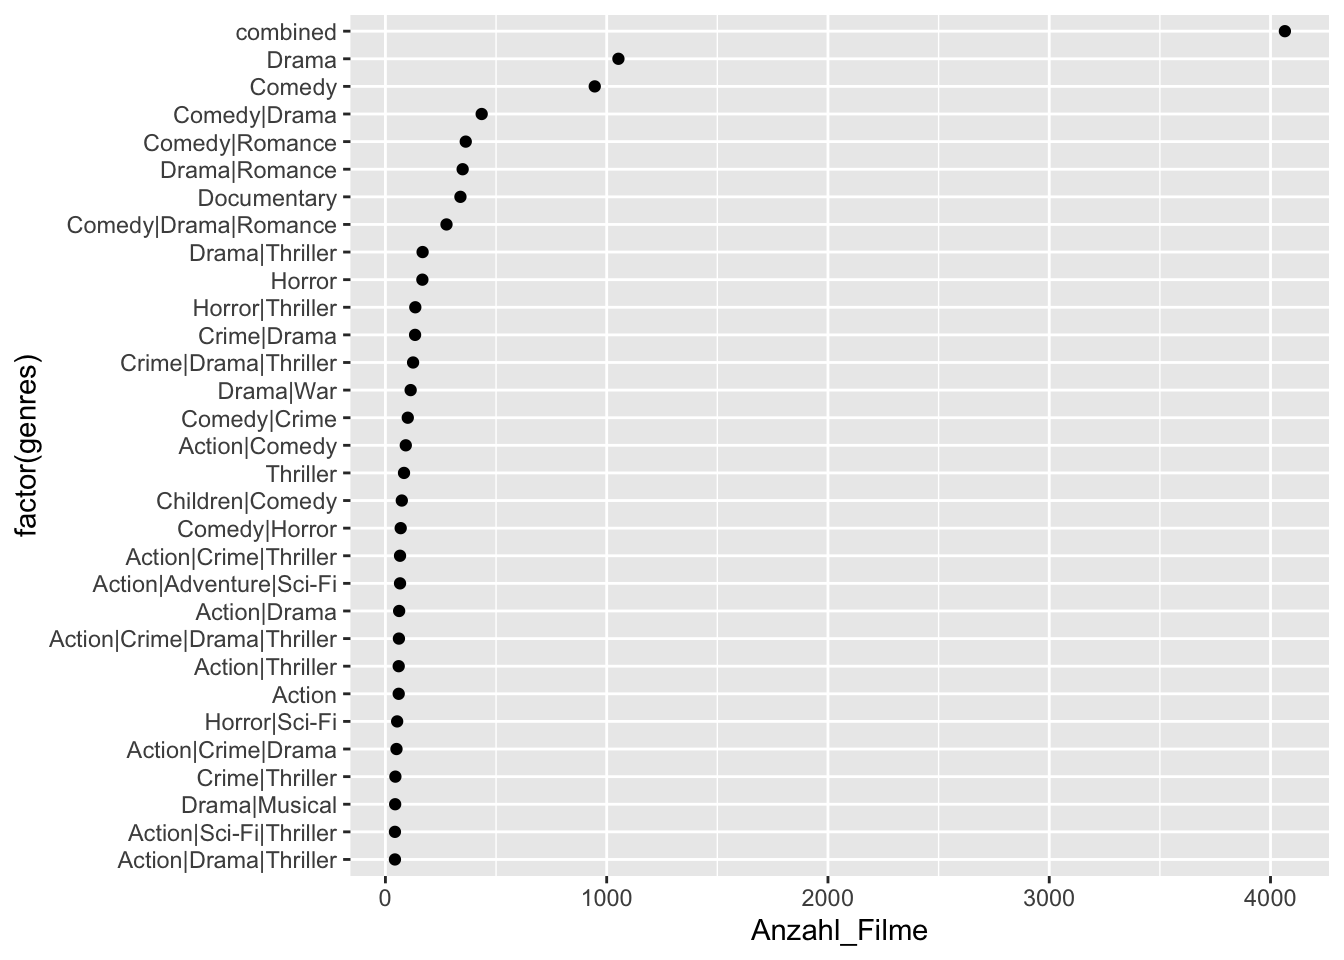 combined
Drama
Comedy
Comedy|Drama
Comedy|Romance
Drama|Romance
Documentary
Comedy|Drama|Romance
Drama|Thriller
Horror
Horror|Thriller
Crime|Drama
Crime|Drama|Thriller
Drama|War
Comedy|Crime
Action|Comedy
Thriller
Children|Comedy
Comedy|Horror
Action|Crime|Thriller
Action|Adventure|Sci-Fi
Action|Drama
Action|Crime|Drama|Thriller
Action|Thriller
Action
Horror|Sci-Fi
Action|Crime|Drama
Crime|Thriller
Drama|Musical
Action|Sci-Fi|Thriller
Action|Drama|Thriller
factor(genres)
0 1000 2000 3000 4000
Anzahl_Filme